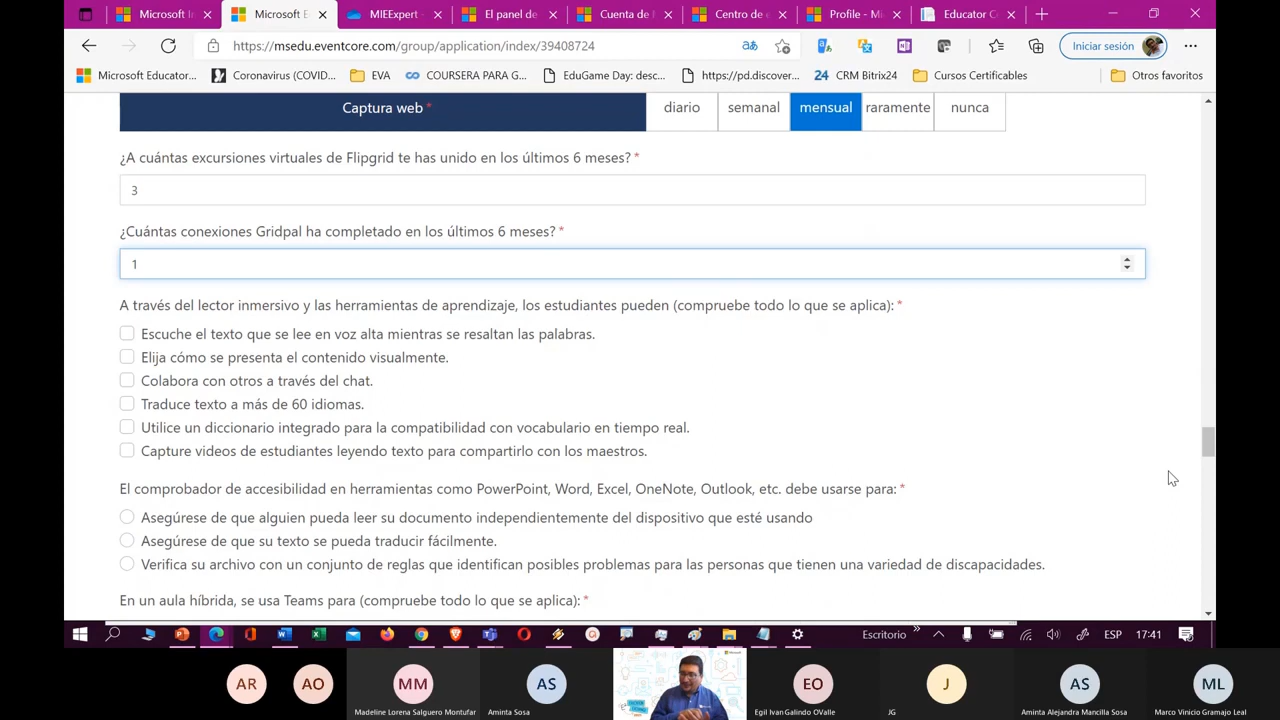 Microsoft In
Microsoft E
MIEExpert -
El panel de
Cuenta de M
Centro de e
Profile - Mi
Educator C
https://msedu.eventcore.com/group/application/index/39408724
Iniciar sesión
Microsoft Educator...
Coronavirus (COVID...
EVA
COURSERA PARA G...
EduGame Day: desc...
https://pd.discover...
24 CRM Bitrix24
Cursos Certificables
Otros favoritos
Captura web *
diario
semanal
mensual
raramente
nunca
¿A cuántas excursiones virtuales de Flipgrid te has unido en los últimos 6 meses? *
3
¿Cuántas conexiones Gridpal ha completado en los últimos 6 meses? *
1
A través del lector inmersivo y las herramientas de aprendizaje, los estudiantes pueden (compruebe todo lo que se aplica): *
Escuche el texto que se lee en voz alta mientras se resaltan las palabras.
Elija cómo se presenta el contenido visualmente.
Colabora con otros a través del chat.
Traduce texto a más de 60 idiomas.
Utilice un diccionario integrado para la compatibilidad con vocabulario en tiempo real.
Capture videos de estudiantes leyendo texto para compartirlo con los maestros.
El comprobador de accesibilidad en herramientas como PowerPoint, Word, Excel, OneNote, Outlook, etc. debe usarse para: *
Asegúrese de que alguien pueda leer su documento independientemente del dispositivo que esté usando
Asegúrese de que su texto se pueda traducir fácilmente.
Verifica su archivo con un conjunto de reglas que identifican posibles problemas para las personas que tienen una variedad de discapacidades.
En un aula híbrida, se usa Teams para (compruebe todo lo que se aplica): *
Escritorio
ESP
17:41
AR
AO
MM
AS
EO
J
AS
ML
Madeline Lorena Salguero Montufar
Aminta Sosa
Egil Ivan Galindo OValle
JG
Aminta Alejandra Mancilla Sosa
Marco Vinicio Gramajo Leal